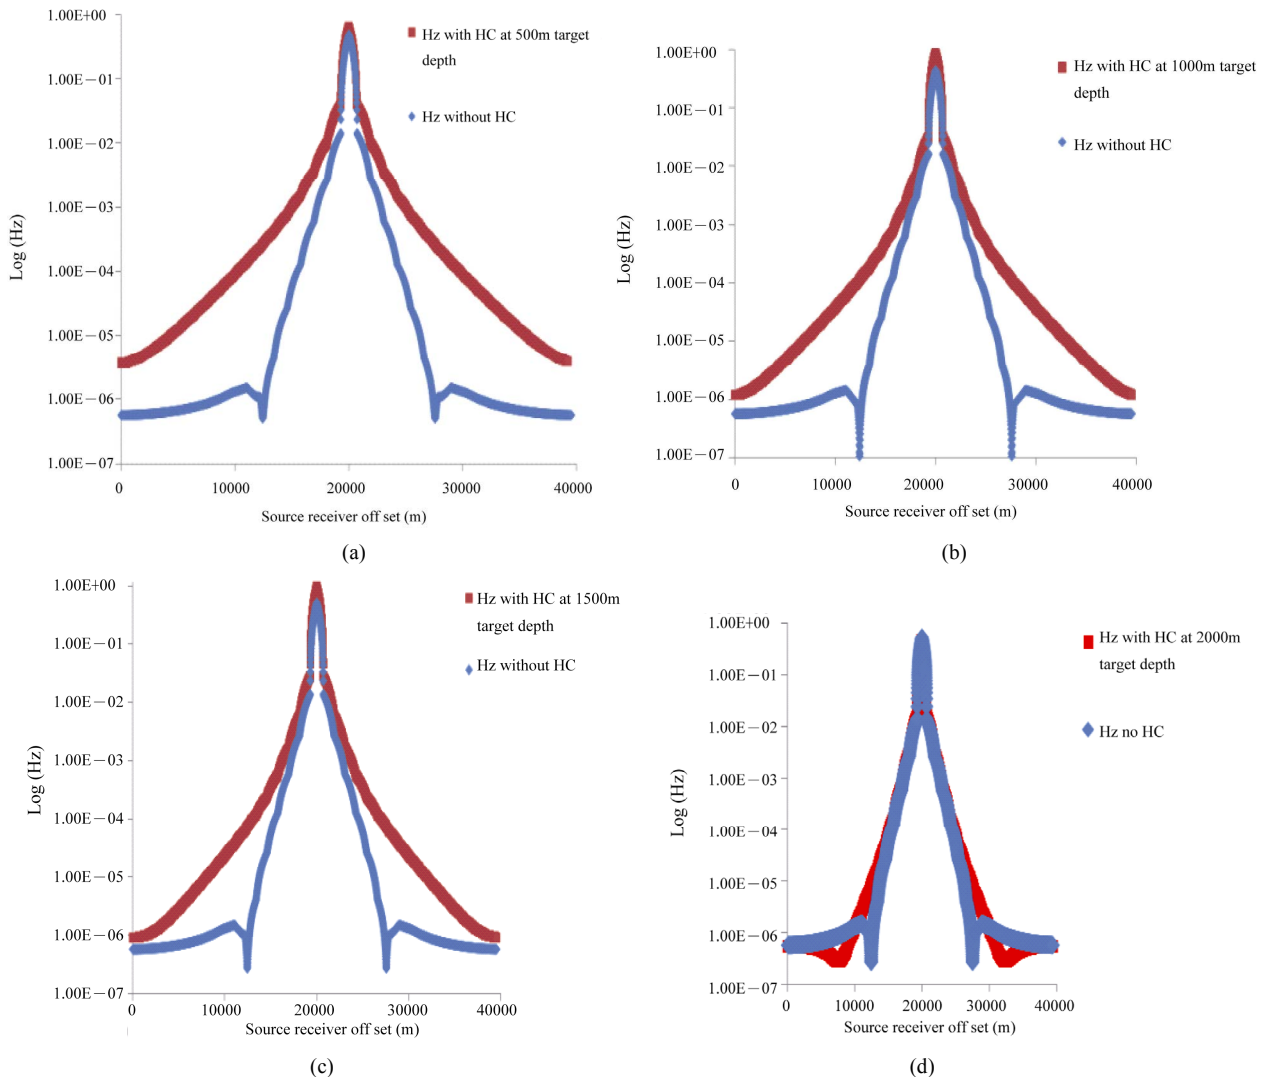 1.00E+00
1.00E−01
1.00E−02
1.00E−03
1.00E−04
1.00E−05
1.00E−06
1.00E−07
Log (Hz)
0 10000 20000 30000 40000
Source receiver off set (m)
Hz with HC at 500m target
depth
Hz without HC
(a)
1.00E+00
1.00E−01
1.00E−02
1.00E−03
1.00E−04
1.00E−05
1.00E−06
1.00E−07
Log (Hz)
0 10000 20000 30000 40000
Source receiver off set (m)
Hz with HC at 1000m target
depth
Hz without HC
(b)
1.00E+00
1.00E−01
1.00E−02
1.00E−03
1.00E−04
1.00E−05
1.00E−06
1.00E−07
Log (Hz)
0 10000 20000 30000 40000
Source receiver off set (m)
Hz with HC at 1500m
target depth
Hz without HC
(c)
1.00E+00
1.00E−01
1.00E−02
1.00E−03
1.00E−04
1.00E−05
1.00E−06
1.00E−07
Log (Hz)
0 10000 20000 30000 40000
Source receiver off set (m)
Hz with HC at 2000m
target depth
Hz no HC
(d)